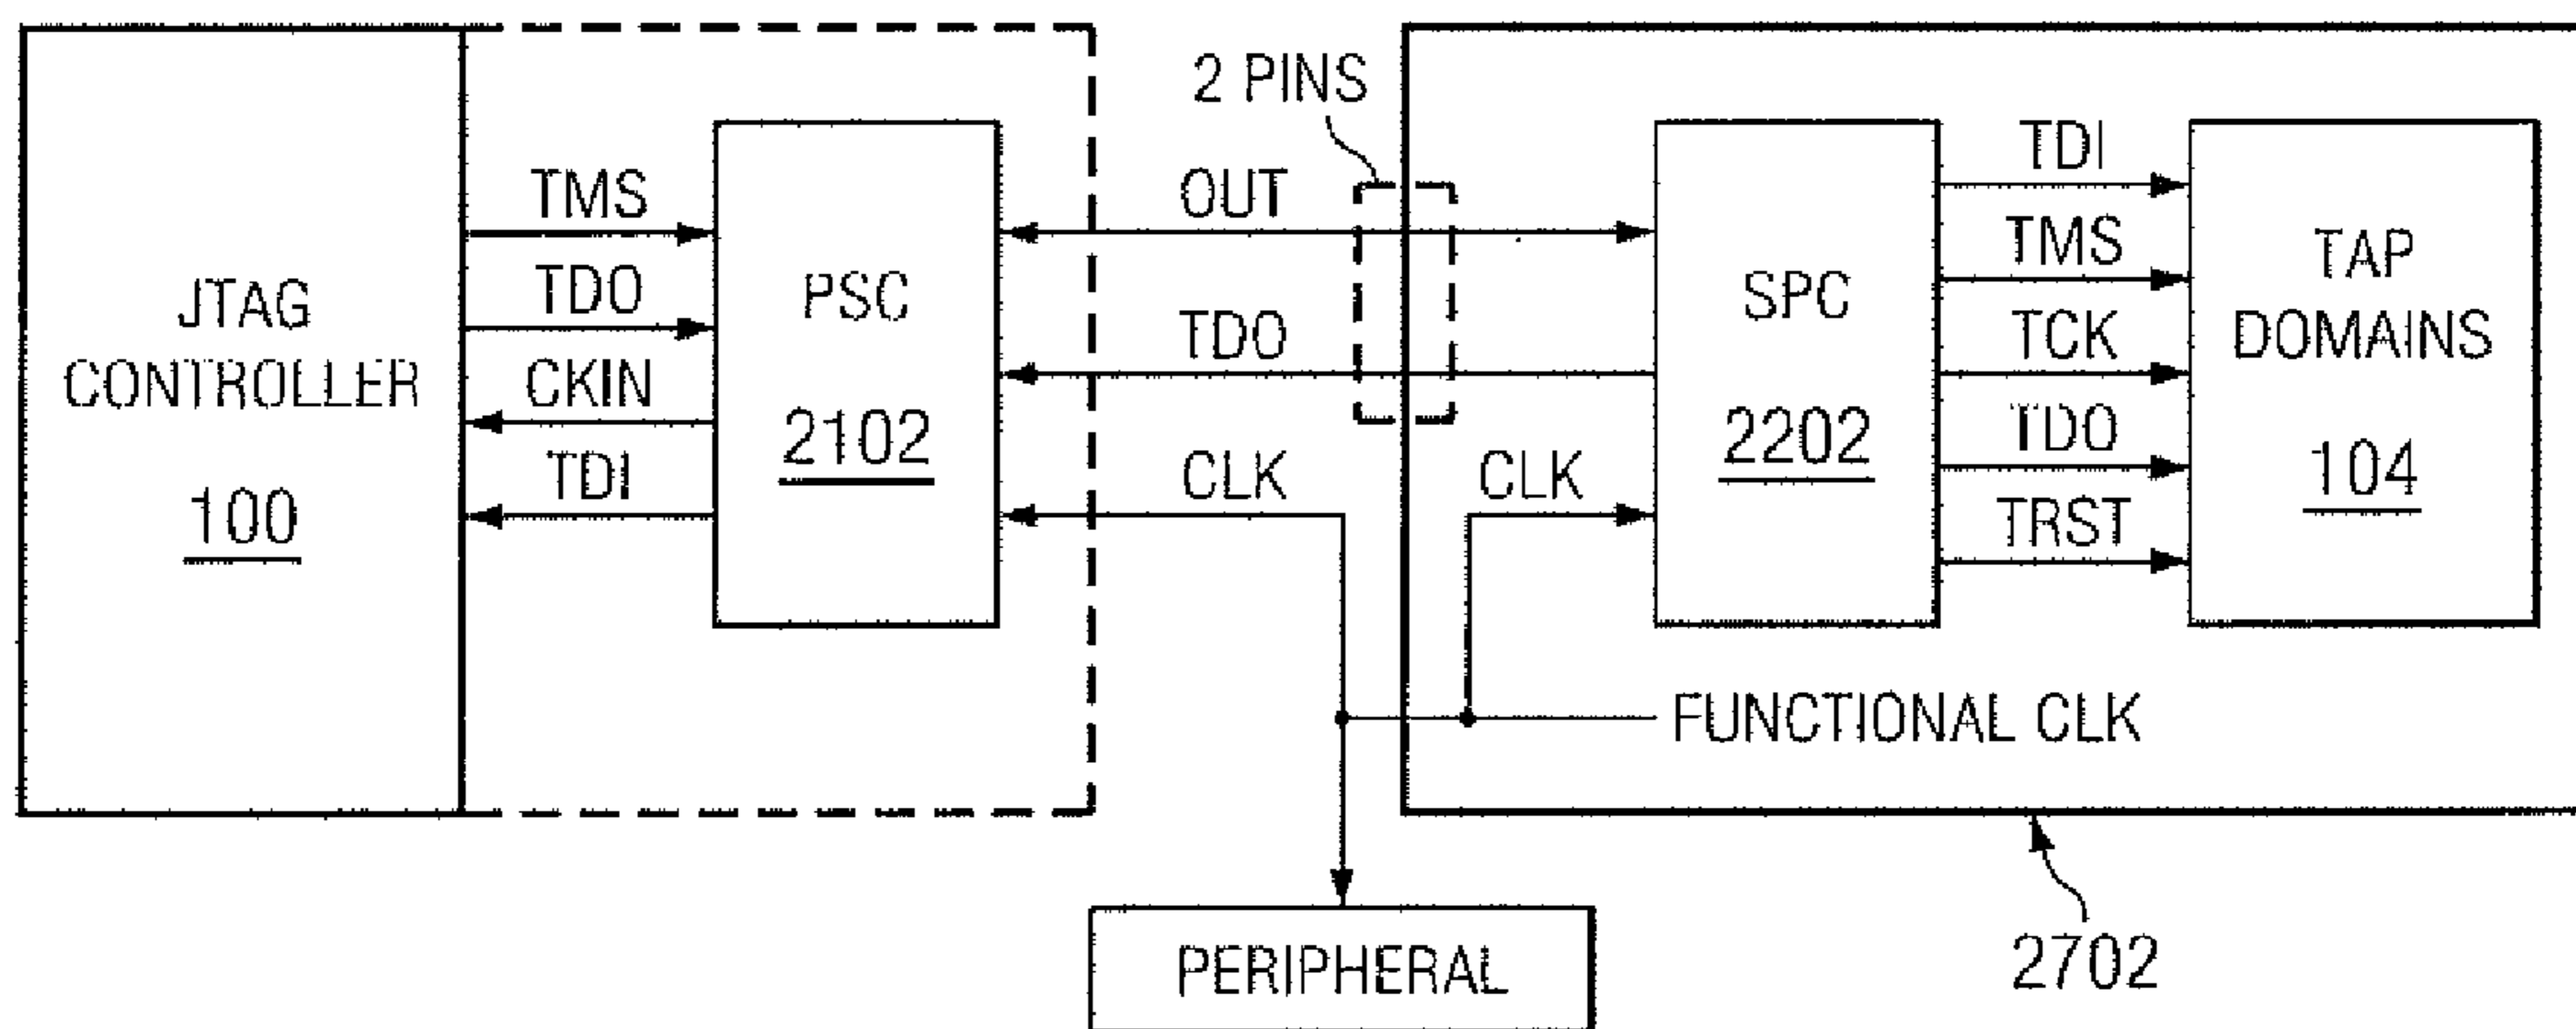 JTAG
CONTROLLER
100
TMS
TDO
CKIN
TDI
PSC
2102
2 PINS
OUT
TDO
CLK
CLK
SPC
2202
TDI
TMS
TCK
TDO
TRST
TAP
DOMAINS
104
FUNCTIONAL CLK
PERIPHERAL
2702